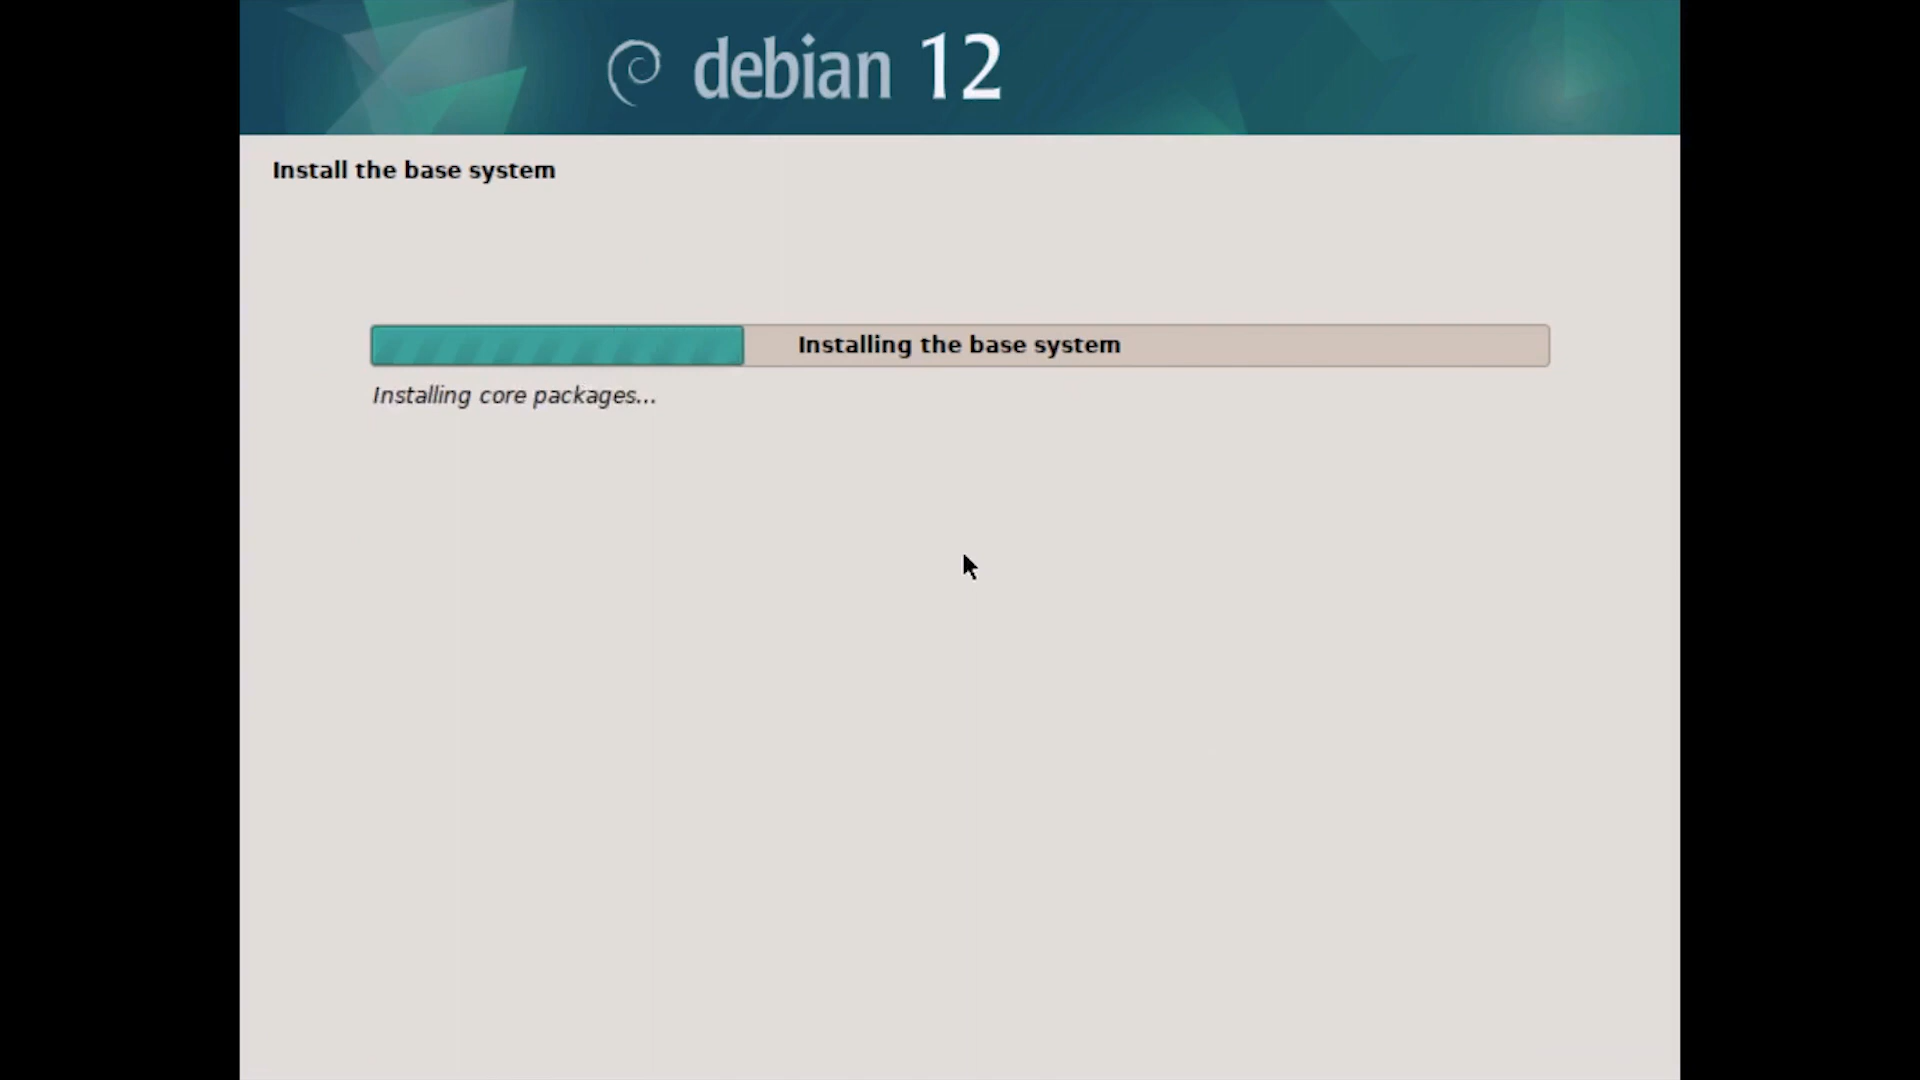 debian 12
Install the base system
Installing the base system
Installing core packages...